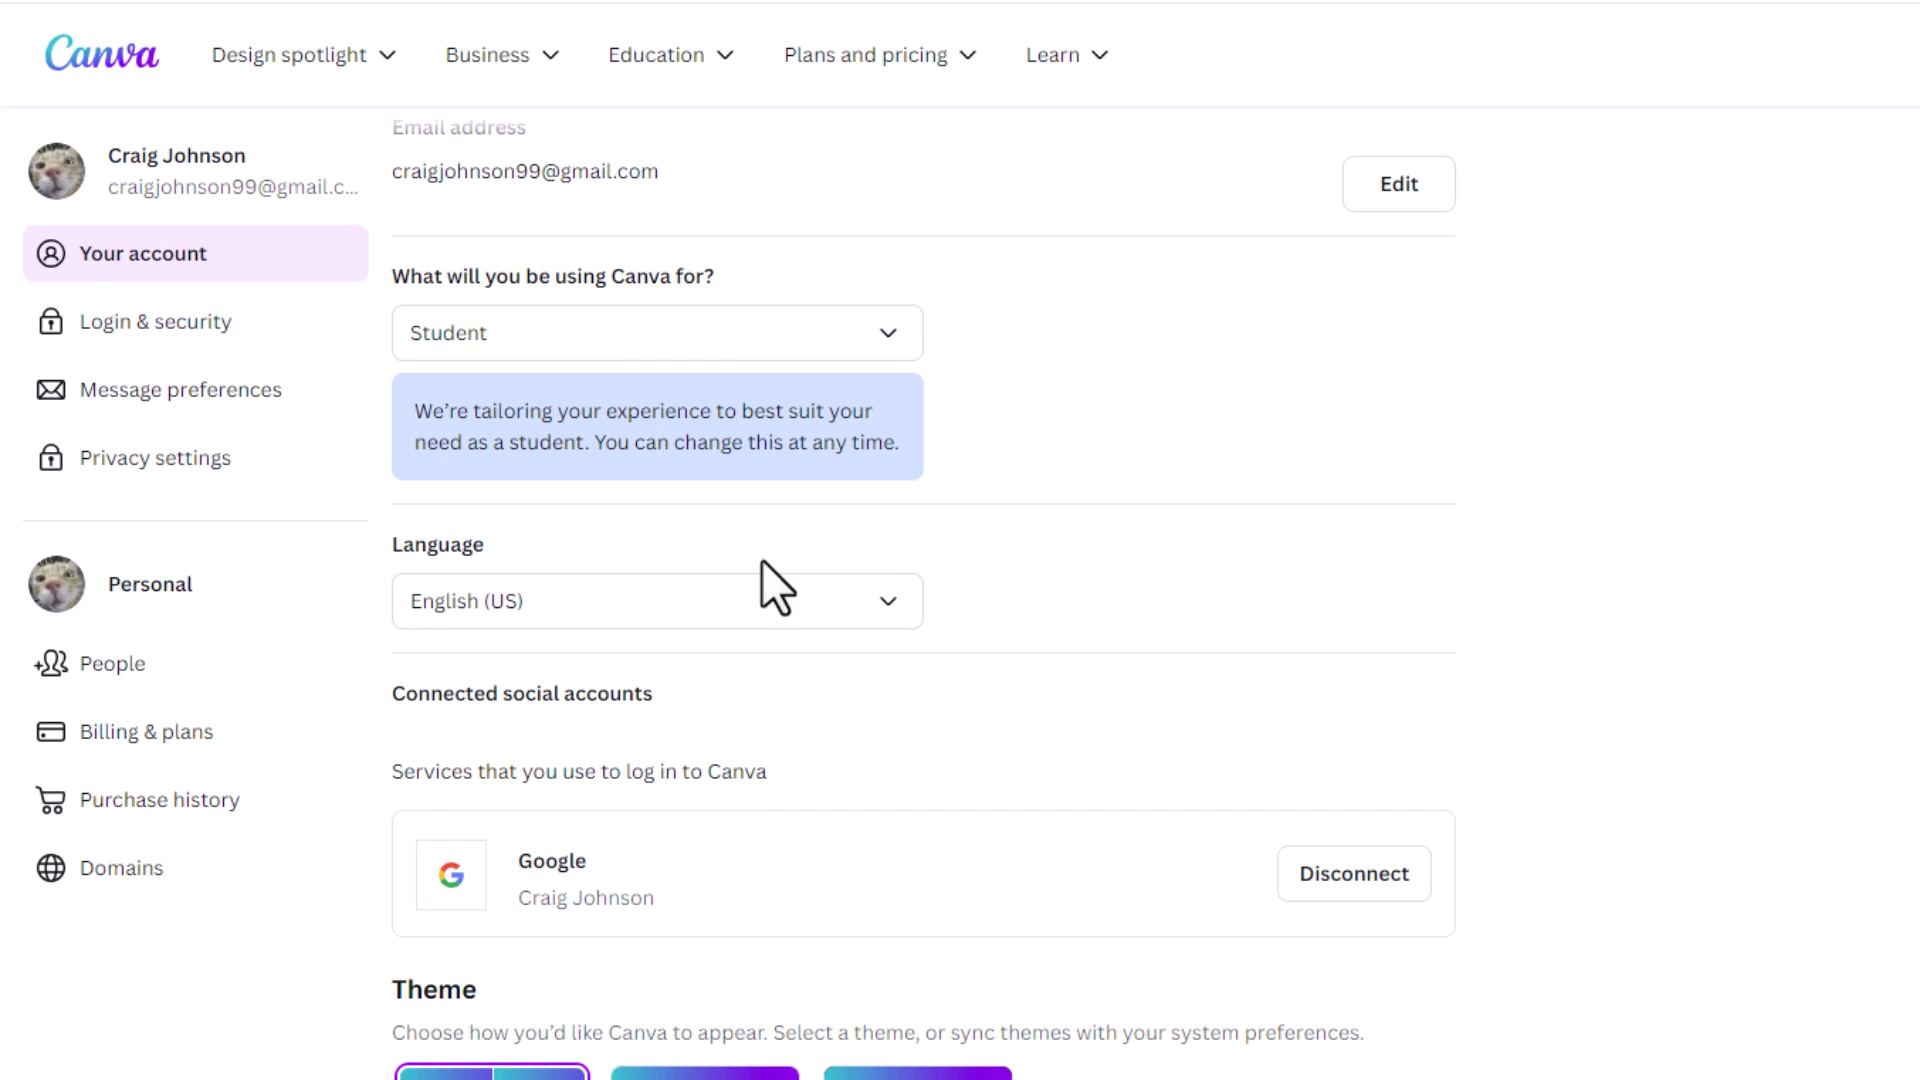 Canva
Design spotlight
Business
Education
Plans and pricing
Learn
Craig Johnson
craigjohnson99@gmail.c...
Your account
Login & security
Message preferences
Privacy settings
Personal
People
Billing & plans
Purchase history
Domains
Email address
craigjohnson99@gmail.com
Edit
What will you be using Canva for?
Student
We’re tailoring your experience to best suit your
need as a student. You can change this at any time.
Language
English (US)
Connected social accounts
Services that you use to log in to Canva
Google
Craig Johnson
Disconnect
Theme
Choose how you’d like Canva to appear. Select a theme, or sync themes with your system preferences.